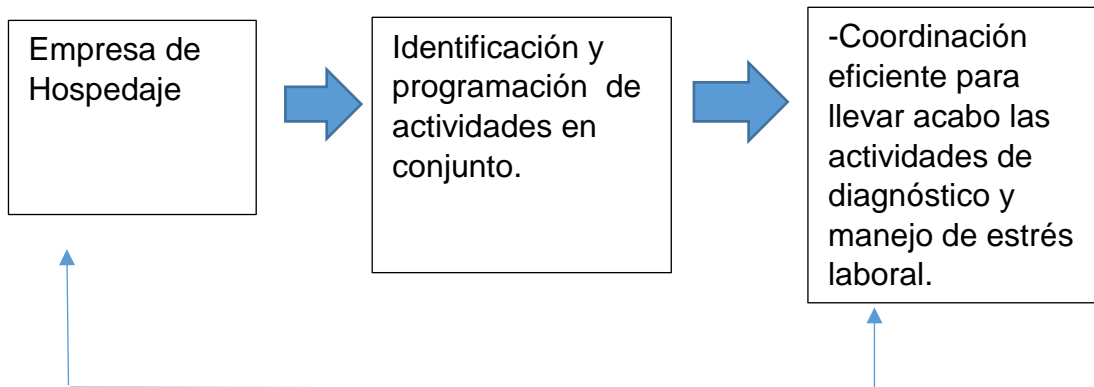 Empresa de
Hospedaje
Identificación y
programación  de
actividades en
conjunto.
-Coordinación
eficiente para
llevar acabo las
actividades de
diagnóstico y
manejo de estrés
laboral.